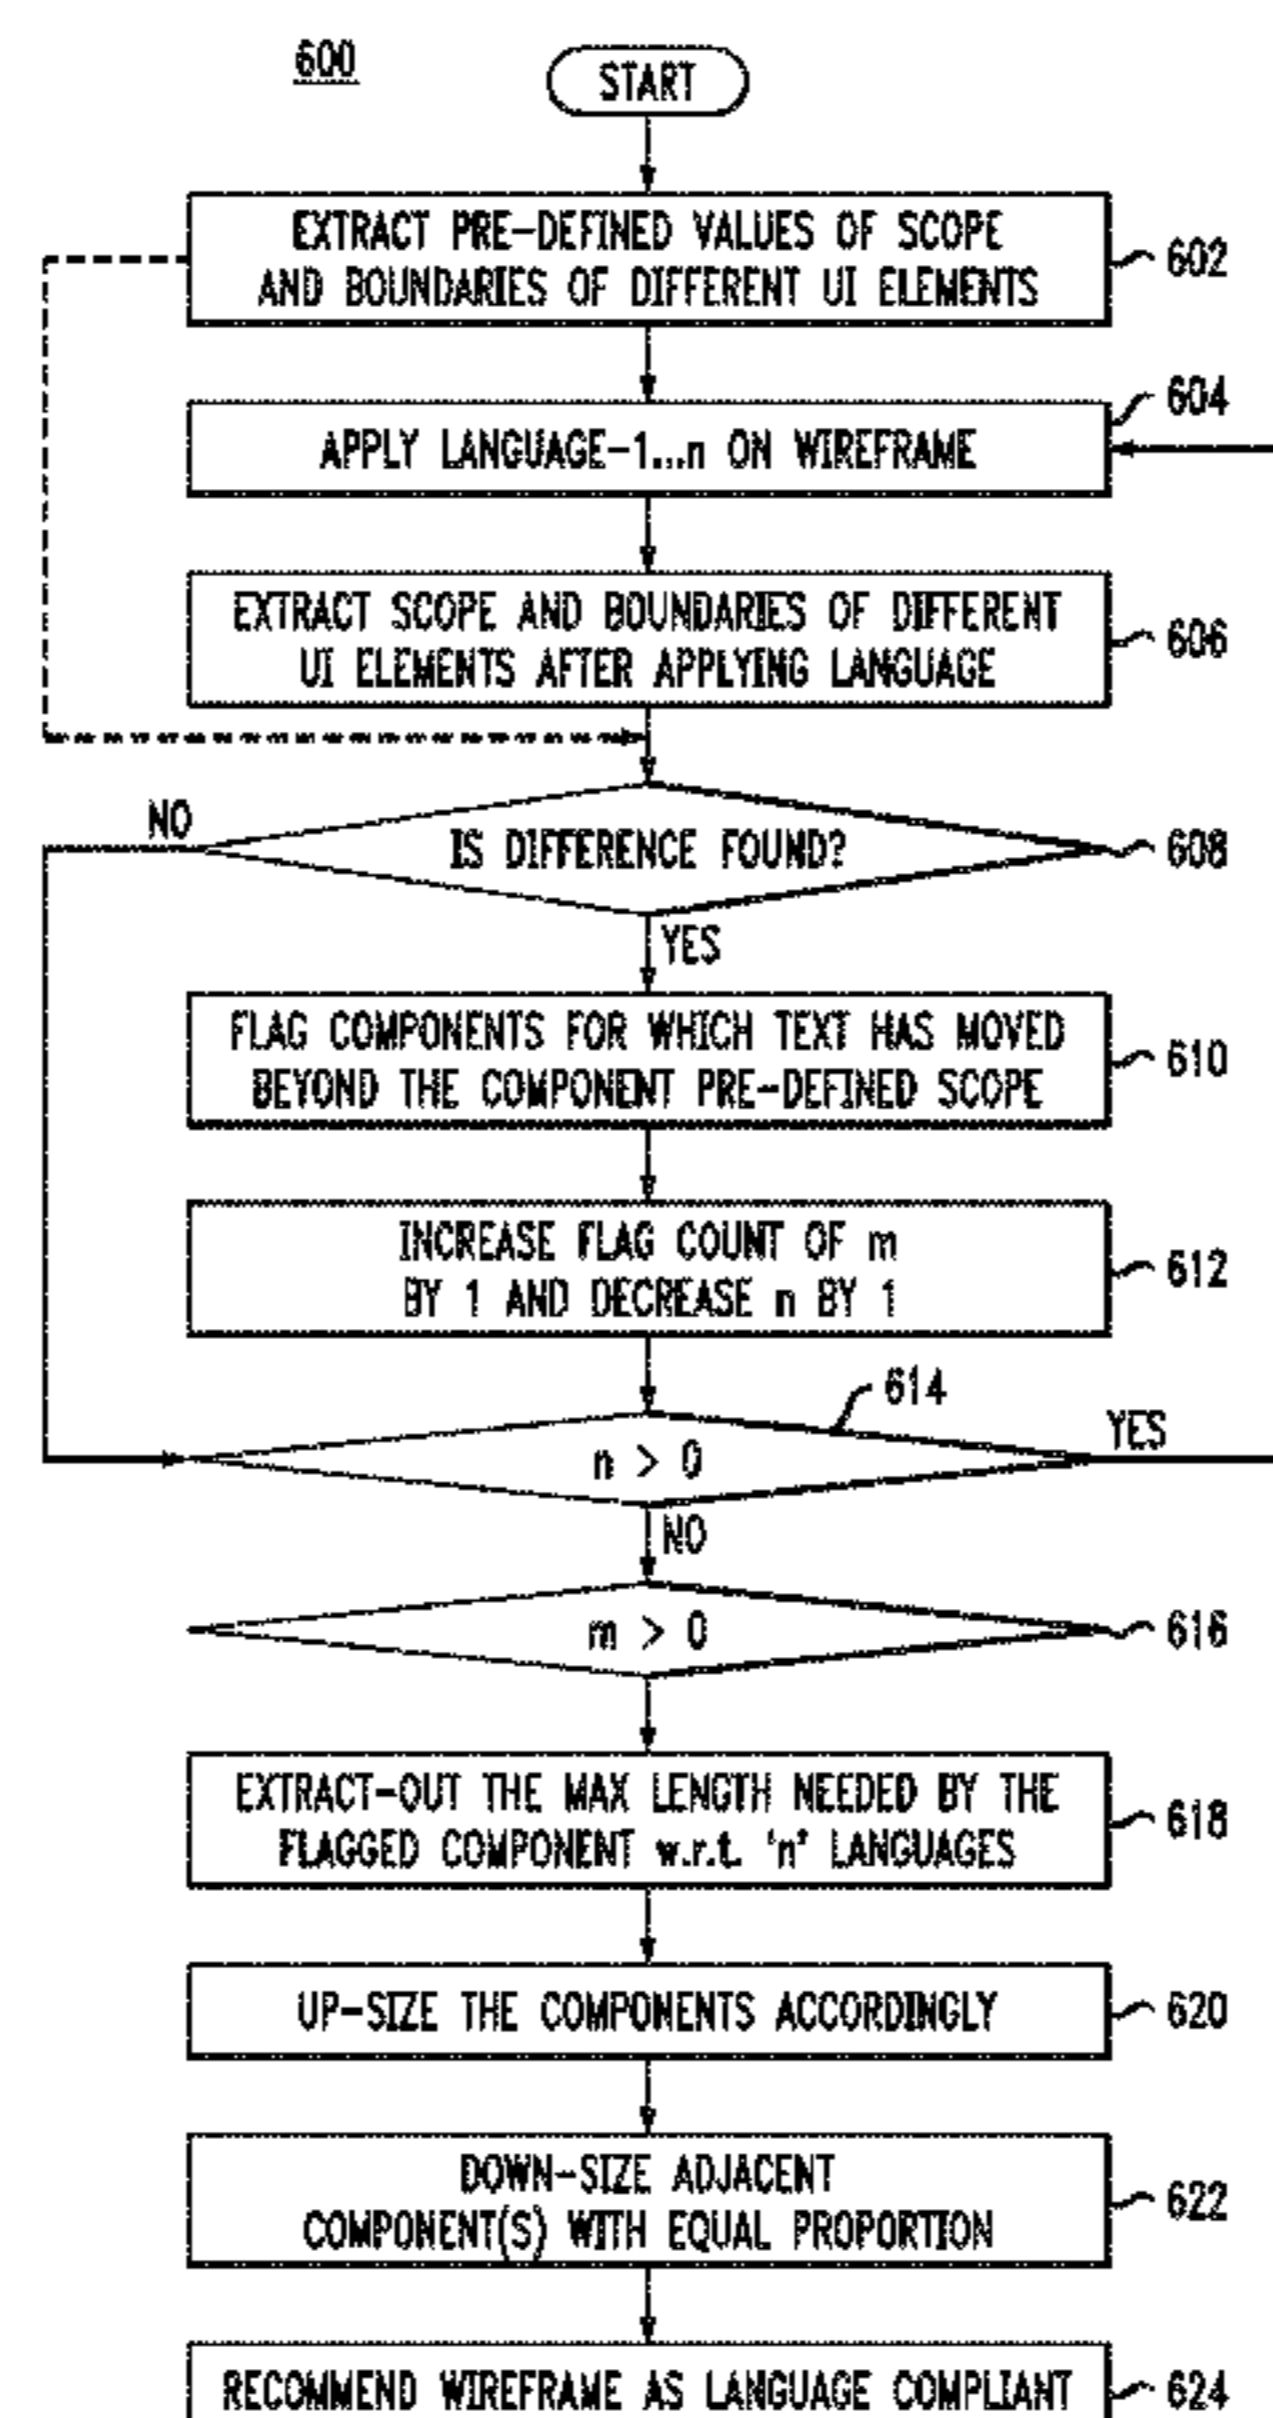 600
START
EXTRACT PRE-DEFINED VALUES OF SCOPE
AND BOUNDARIES OF DIFFERENT UI ELEMENTS
602
604
APPLY LANGUAGE-1...n ON WIREFRAME
EXTRACT SCOPE AND BOUNDARIES OF DIFFERENT
UI ELEMENTS AFTER APPLYING LANGUAGE
606
NO
IS DIFFERENCE FOUND?
608
YES
FLAG COMPONENTS FOR WHICH TEXT HAS MOVED
BEYOND THE COMPONENT PRE-DEFINED SCOPE
610
INCREASE FLAG COUNT OF m
BY 1 AND DECREASE n BY 1
612
614
n > 0
YES
NO
m > 0
616
EXTRACT-OUT THE MAX LENGTH NEEDED BY THE
FLAGGED COMPONENT w.r.t. 'n' LANGUAGES
618
UP-SIZE THE COMPONENTS ACCORDINGLY
620
DOWN-SIZE ADJACENT
COMPONENT(S) WITH EQUAL PROPORTION
622
RECOMMEND WIREFRAME AS LANGUAGE COMPLIANT
624